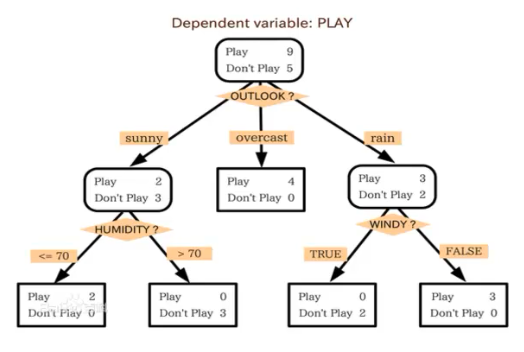 Dependent variable: PLAY
Play 9
Don't Play 5
OUTLOOK ?
sunny
overcast
rain
Play 2
Don't Play 3
Play 4
Don't Play 0
Play 3
Don't Play 2
HUMIDITY ?
WINDY ?
<= 70
> 70
TRUE
FALSE
Play 2
Don't Play 0
Play 0
Don't Play 3
Play 0
Don't Play 2
Play 3
Don't Play 0